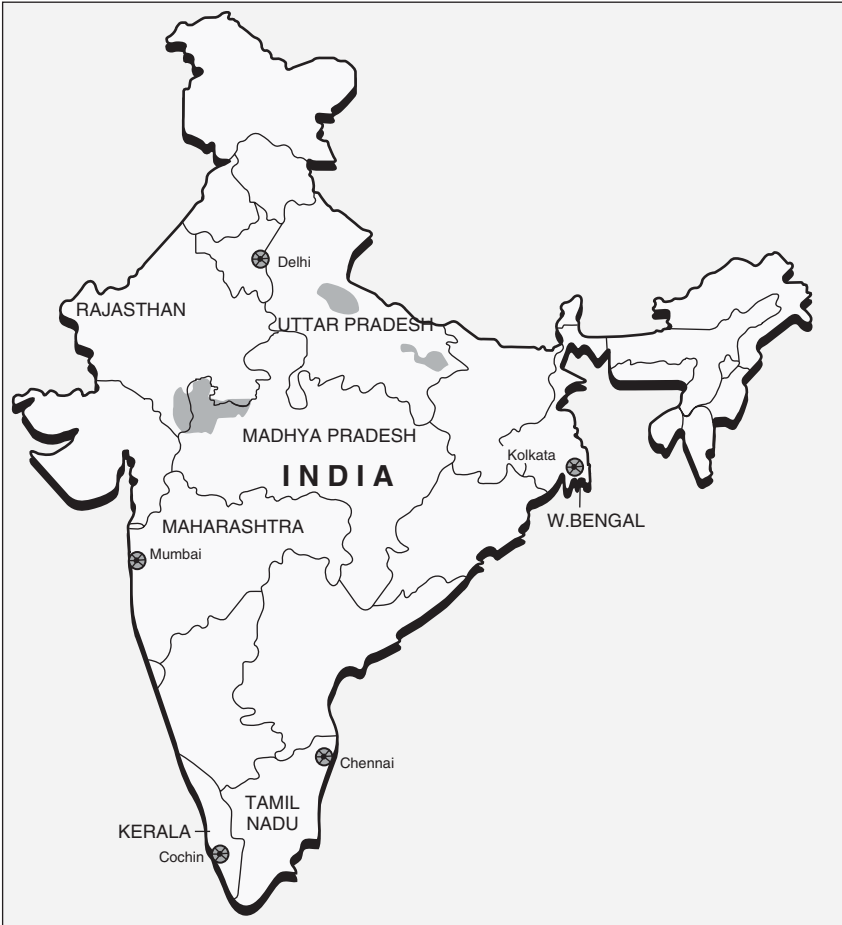 Delhi
RAJASTHAN
UTTAR PRADESH
MADHYA PRADESH
Kolkata
INDIA
W.BENGAL
MAHARASHTRA
Mumbai
Chennai
TAMIL
NADU
KERALA
Cochin